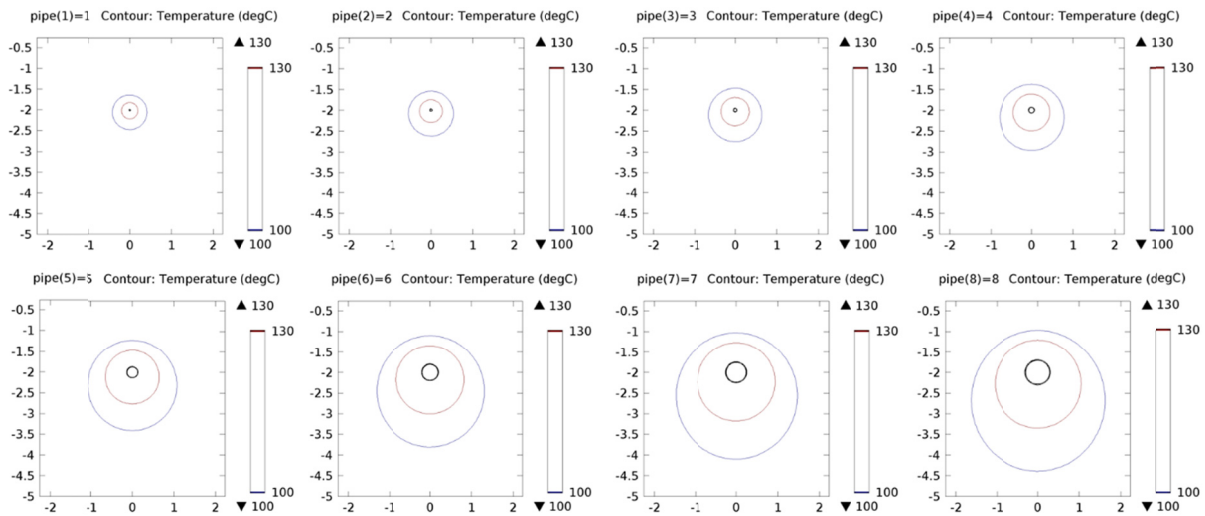 pipe(1)=1 Contour: Temperature (degC)
pipe(2)=2 Contour: Temperature (degC)
pipe(3)=3 Contour: Temperature (degC)
pipe(4)=4 Contour: Temperature (degC)
-0.5 -1 -1.5 -2 -2.5 -3 -3.5 -4 -4.5 -5
-2 -1 0 1 2
▲ 130
130
100
▼ 100
-0.5 -1 -1.5 -2 -2.5 -3 -3.5 -4 -4.5 -5
-2 -1 0 1 2
▲ 130
130
100
▼ 100
-0.5 -1 -1.5 -2 -2.5 -3 -3.5 -4 -4.5 -5
-2 -1 0 1 2
▲ 130
130
100
▼ 100
-0.5 -1 -1.5 -2 -2.5 -3 -3.5 -4 -4.5 -5
-2 -1 0 1 2
▲ 130
130
100
▼ 100
pipe(5)=5 Contour: Temperature (degC)
pipe(6)=6 Contour: Temperature (degC)
pipe(7)=7 Contour: Temperature (degC)
pipe(8)=8 Contour: Temperature (degC)
-0.5 -1 -1.5 -2 -2.5 -3 -3.5 -4 -4.5 -5
-2 -1 0 1 2
▲ 130
130
100
▼ 100
-0.5 -1 -1.5 -2 -2.5 -3 -3.5 -4 -4.5 -5
-2 -1 0 1 2
▲ 130
130
100
▼ 100
-0.5 -1 -1.5 -2 -2.5 -3 -3.5 -4 -4.5 -5
-2 -1 0 1 2
▲ 130
130
100
▼ 100
-0.5 -1 -1.5 -2 -2.5 -3 -3.5 -4 -4.5 -5
-2 -1 0 1 2
▲ 130
130
100
▼ 100